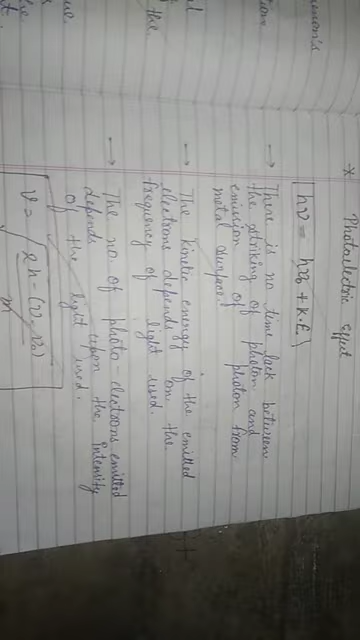 * Photoelectric Effect
hν = hν₀ + K.E.
→ There is no time lack between
the striking of photon and
emission of photon from
metal surface.
→ The kinetic energy of the emitted
electrons depends on the
frequency of light used.
→ The no. of photo-electrons emitted
depends upon the intensity
of the light used.
v = √2h-(ν-ν₀)
m